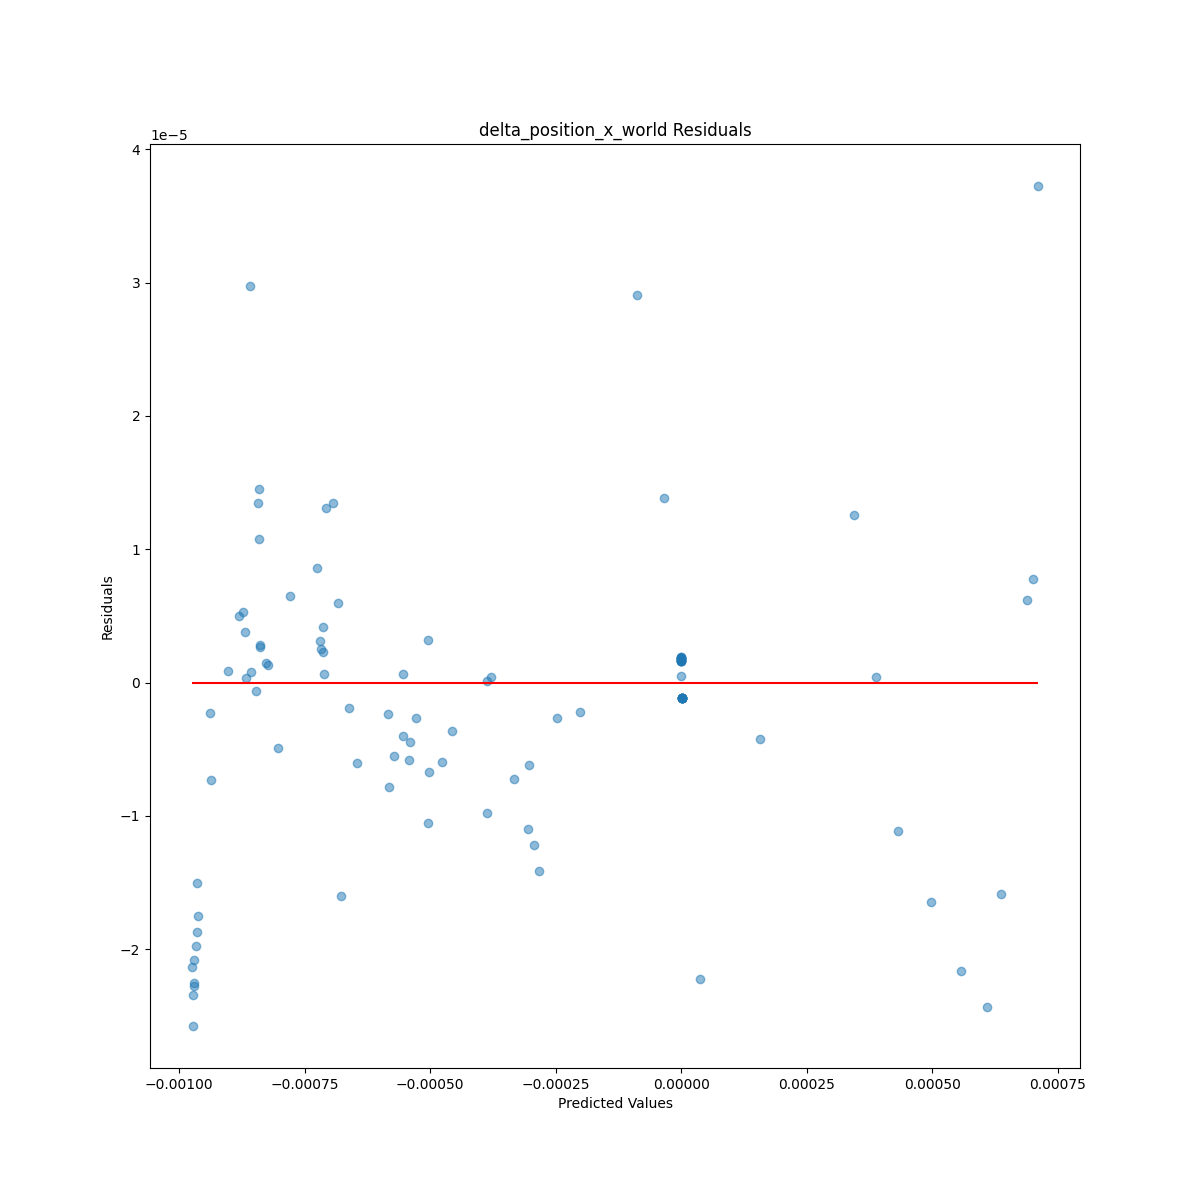 delta_position_x_world Residuals
1e−5
4
3
2
1
0
−1
−2
Residuals
−0.00100 −0.00075 −0.00050 −0.00025 0.00000 0.00025 0.00050 0.00075
Predicted Values